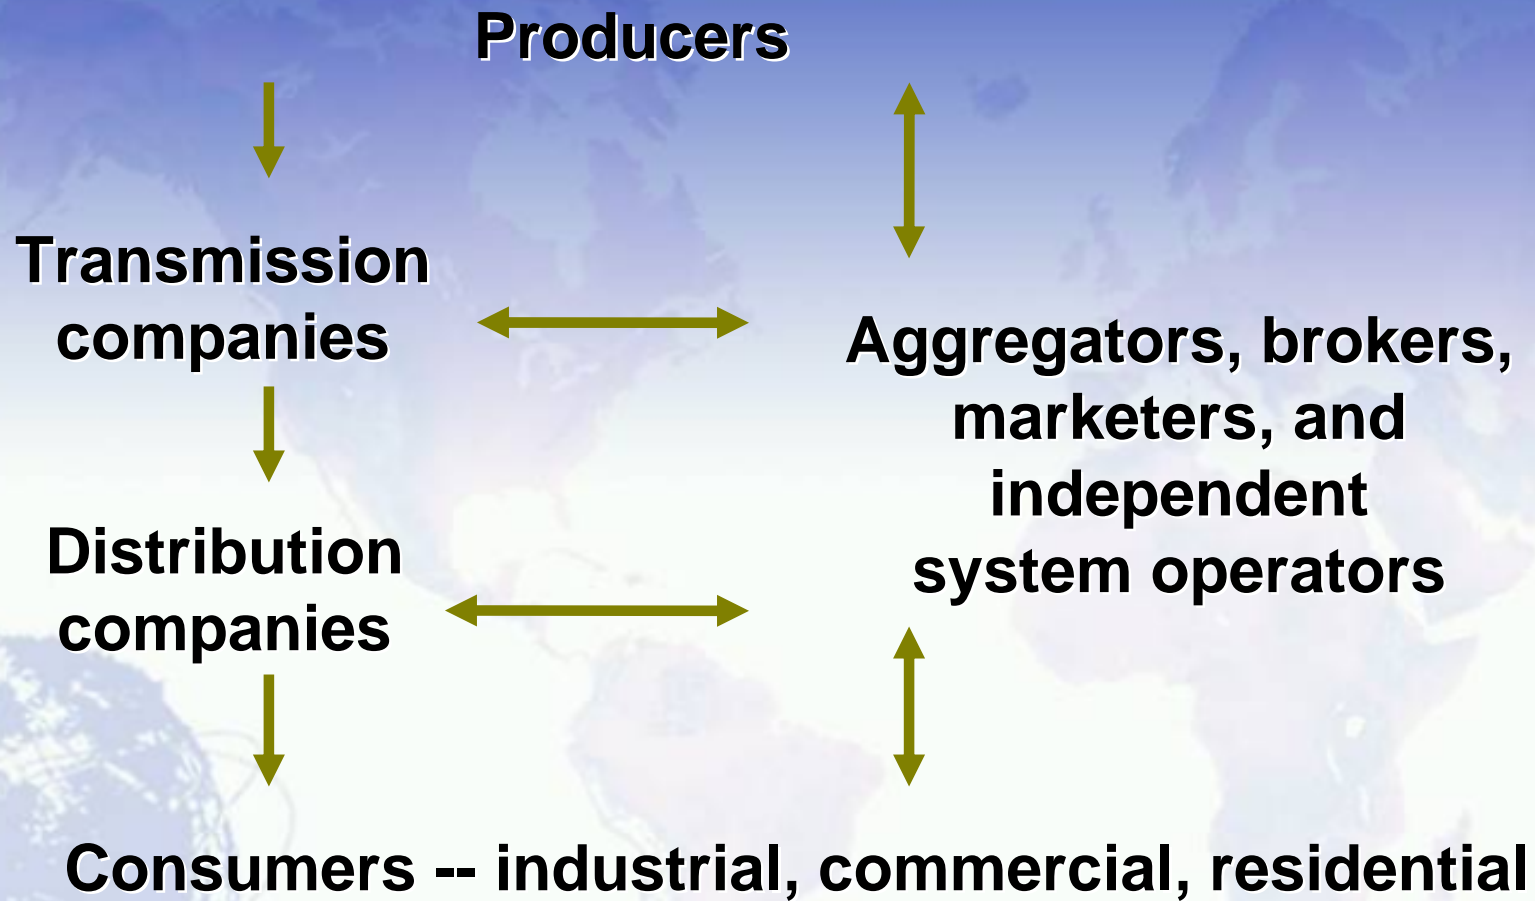 Producers
Transmission
companies
Aggregators, brokers,
marketers, and
independent
system operators
Distribution
companies
Consumers -- industrial, commercial, residential